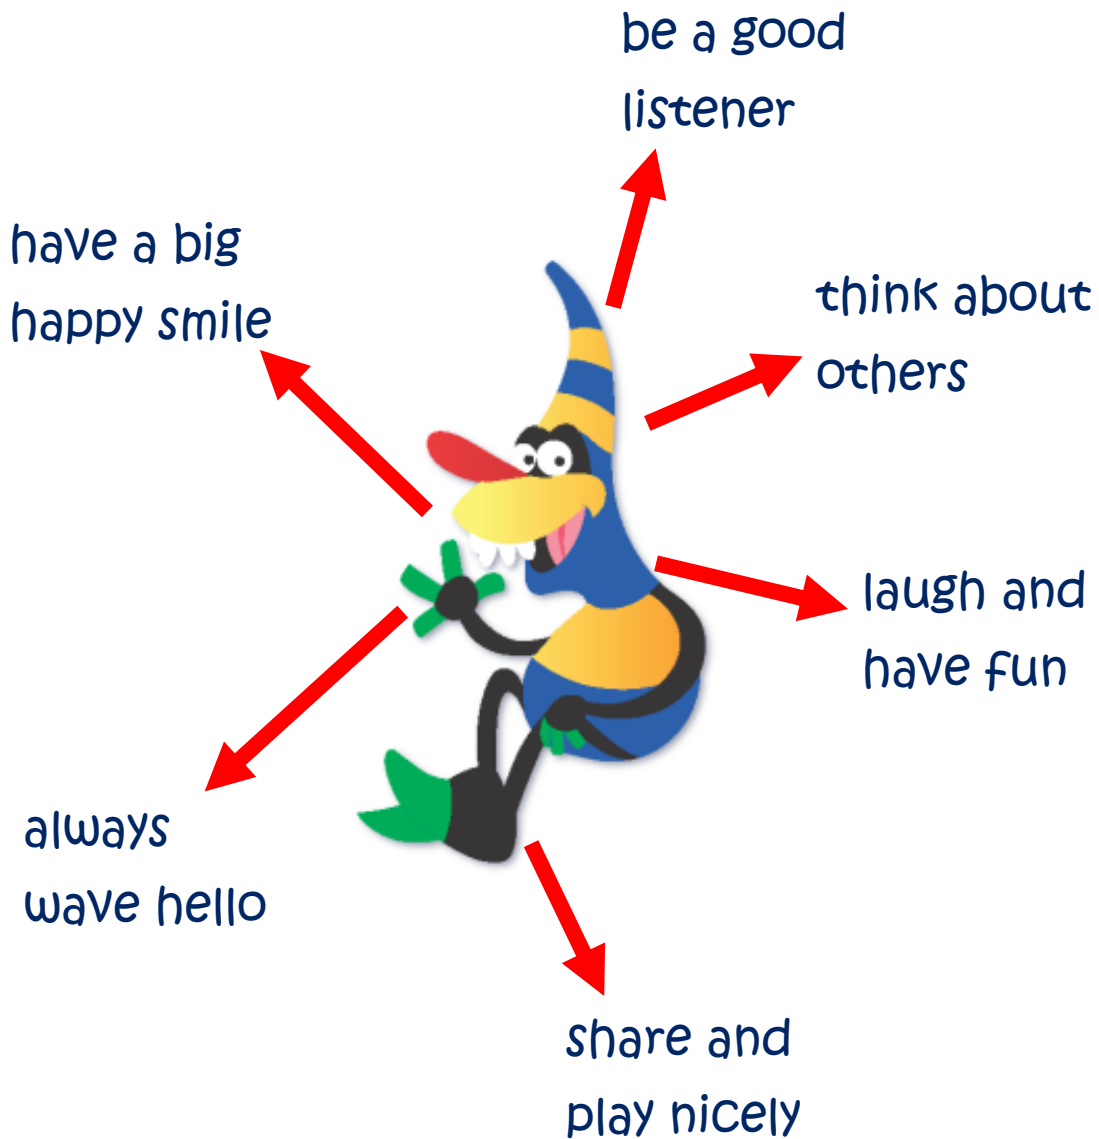 be a good
listener
have a big
happy smile
think about
others
laugh and
have fun
always
wave hello
share and
play nicely